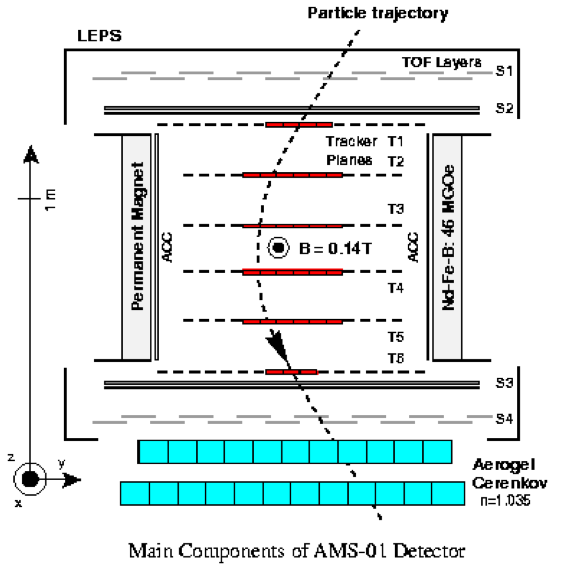 Particle trajectory
LEPS
TOF Layers
S1
S2
Tracker T1
Planes T2
T3
B = 0.14T
T4
T5
T6
Permanent Magnet
ACC
ACC
Nd-Fe-B: 46 MGOe
1 m
S3
S4
z
y
x
Aerogel
Cerenkov
n=1.035
Main Components of AMS-01 Detector